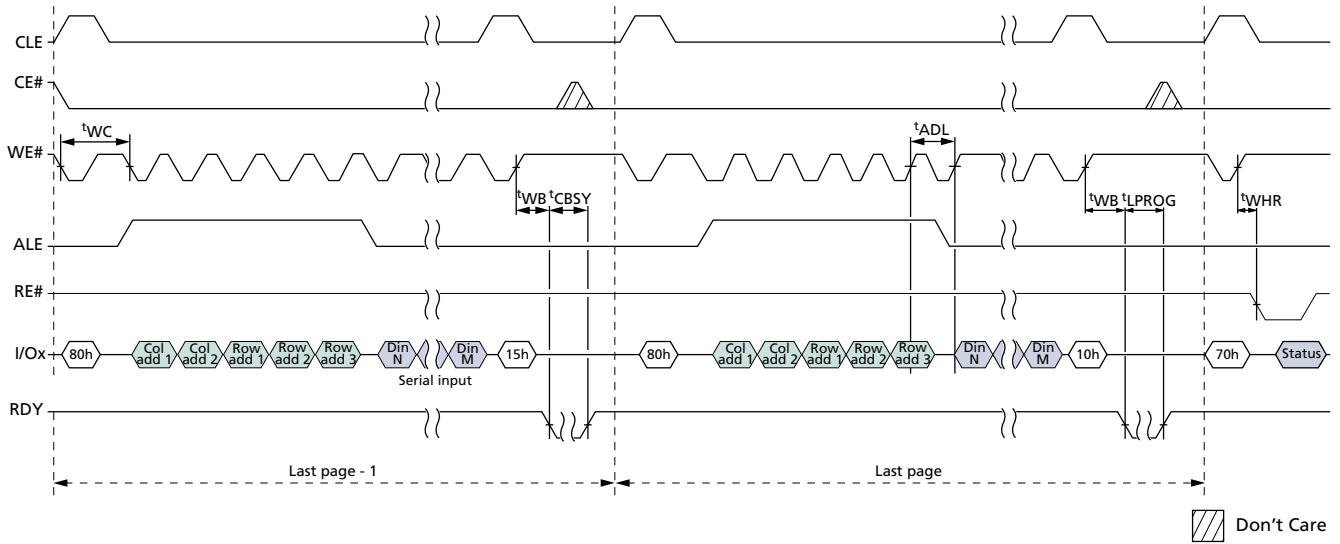 CLE
CE#
tWC
tADL
WE#
tWB tCBSY
tWB tLPROG
tWHR
ALE
RE#
I/Ox
80h
Col add 1
Col add 2
Row add 1
Row add 2
Row add 3
Din N
Din M
15h
80h
Col add 1
Col add 2
Row add 1
Row add 2
Row add 3
Din N
Din M
10h
70h
Status
Serial input
RDY
Last page - 1
Last page
Don't Care